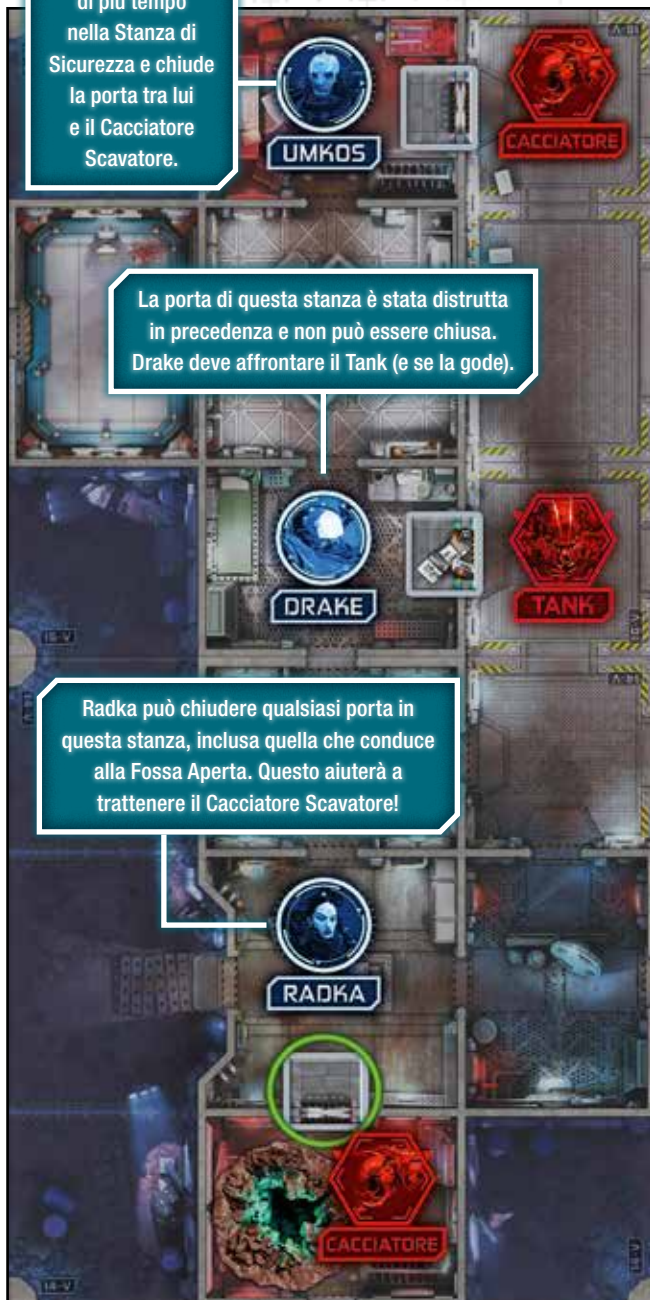 di più tempo
nella Stanza di
Sicurezza e chiude
la porta tra lui
e il Cacciatore
Scavatore.
UMKOS
CACCIATORE
La porta di questa stanza è stata distrutta
in precedenza e non può essere chiusa.
Drake deve affrontare il Tank (e se la gode).
DRAKE
TANK
Radka può chiudere qualsiasi porta in
questa stanza, inclusa quella che conduce
alla Fossa Aperta. Questo aiuterà a
trattenere il Cacciatore Scavatore!
RADKA
CACCIATORE